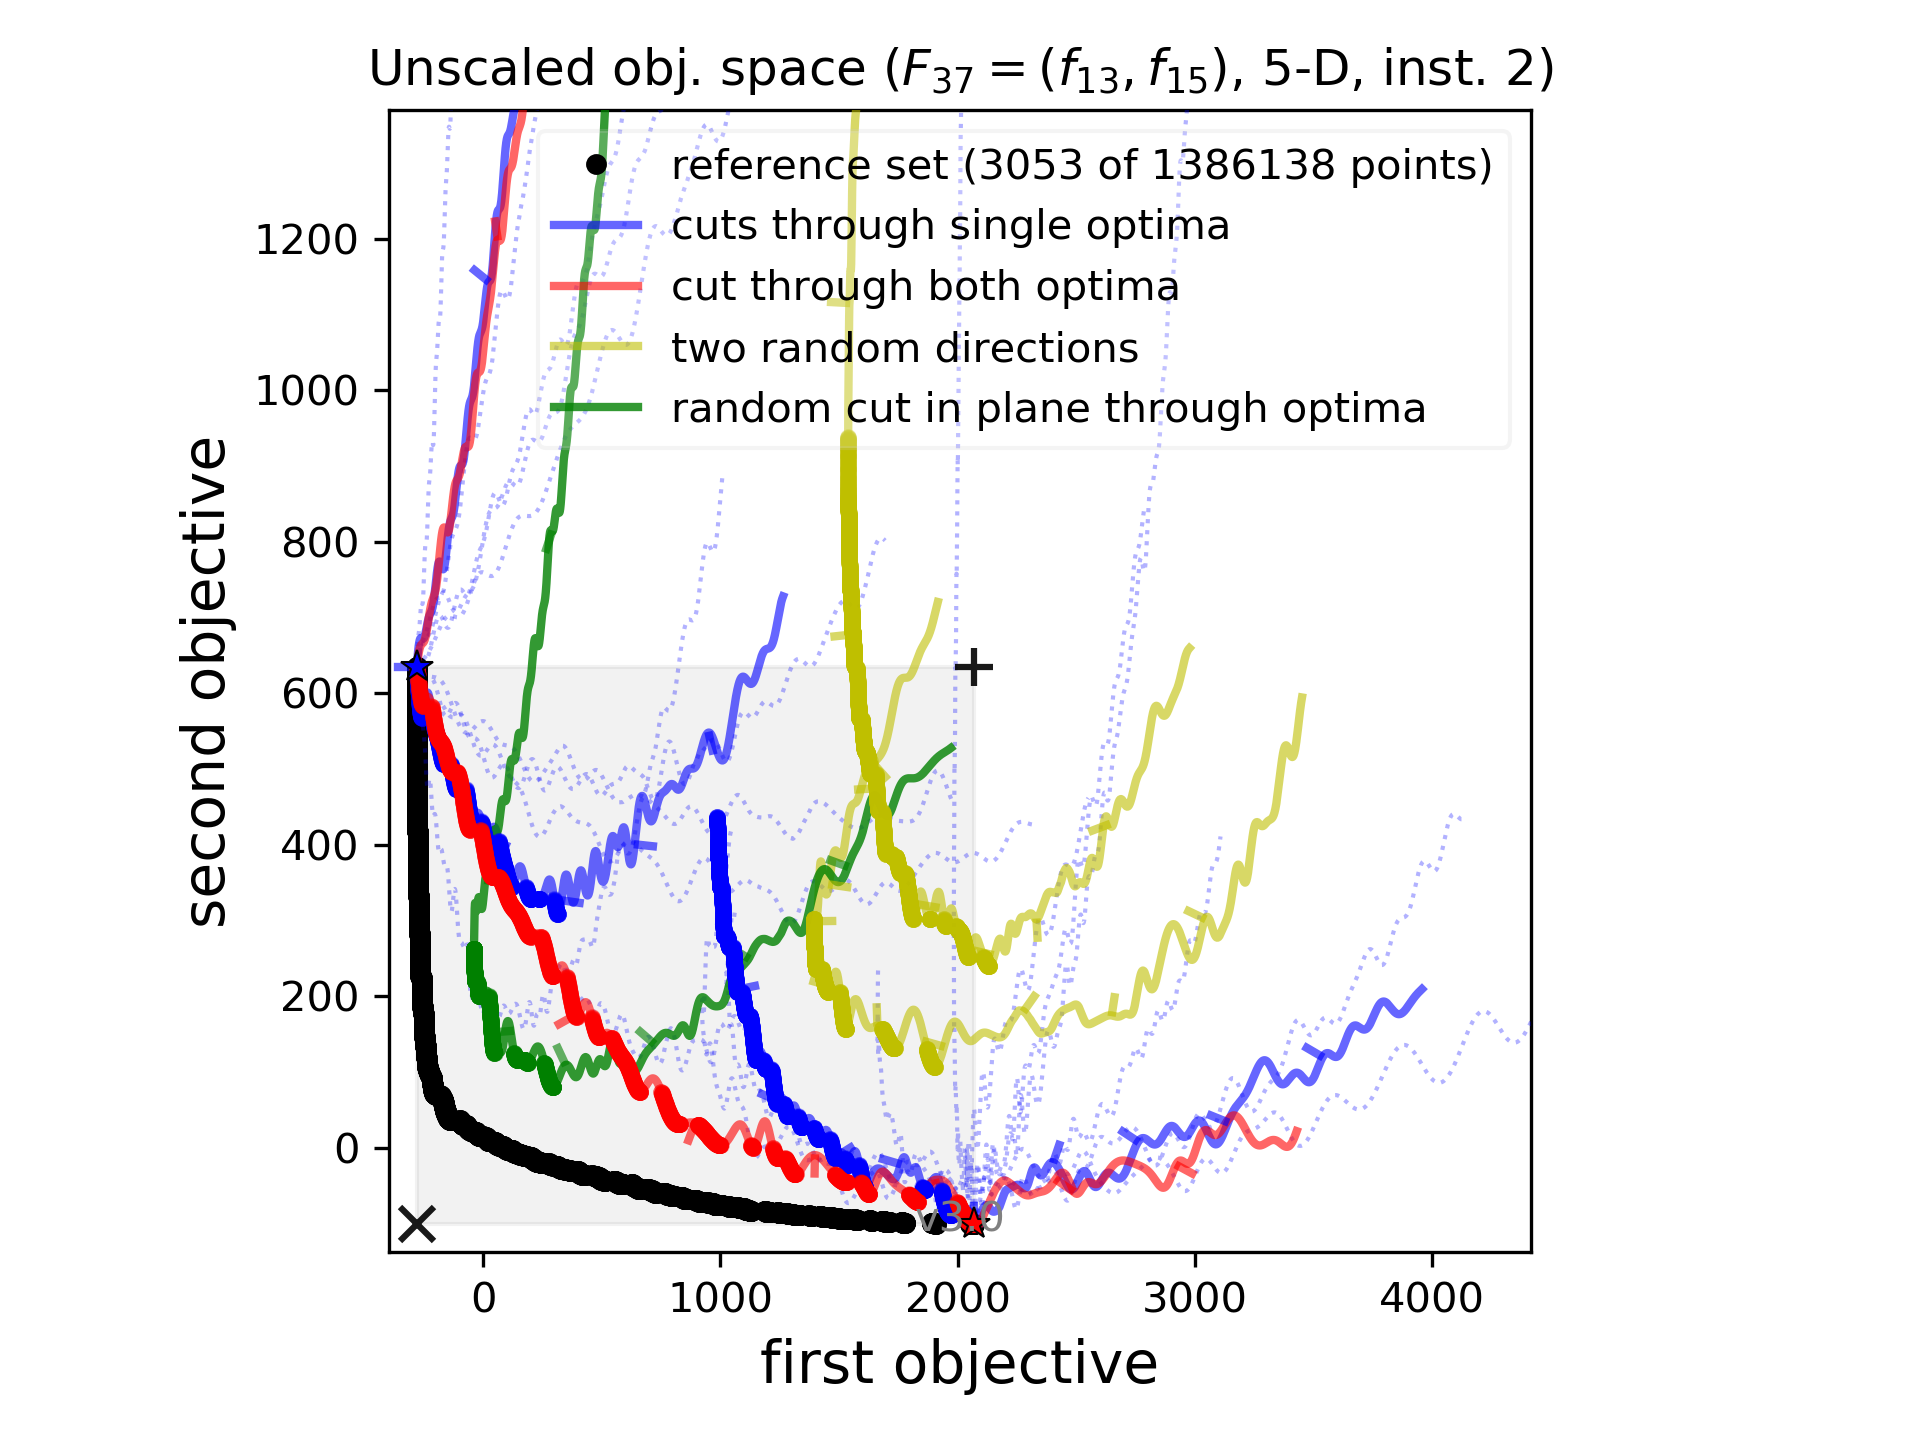 Unscaled obj. space (F37 = (f13, f15), 5-D, inst. 2)
reference set (3053 of 1386138 points)
cuts through single optima
cut through both optima
two random directions
random cut in plane through optima
1200
1000
800
600
400
200
0
second objective
v3.0
0 1000 2000 3000 4000
first objective